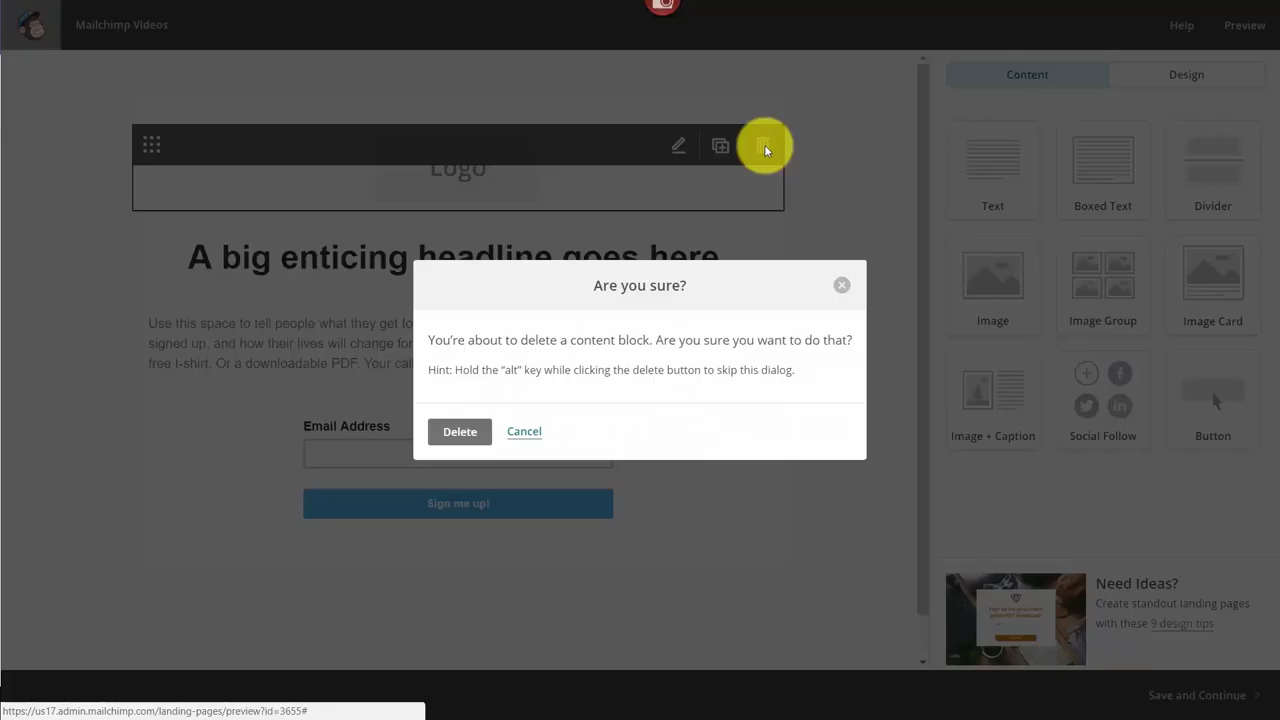 Mailchimp Videos
Help
Preview
Content
Design
Logo
A big enticing headline goes here
Use this space to tell people what they get fo
signed up, and how their lives will change for
free t-shirt. Or a downloadable PDF. Your cal
Email Address
Sign me up!
Are you sure?
You're about to delete a content block. Are you sure you want to do that?
Hint: Hold the “alt” key while clicking the delete button to skip this dialog.
Delete
Cancel
Text
Boxed Text
Divider
Image
Image Group
Image Card
Image + Caption
Social Follow
Button
Need Ideas?
Create standout landing pages
with these 9 design tips
Save and Continue
https://us17.admin.mailchimp.com/landing-pages/preview?id=3655#